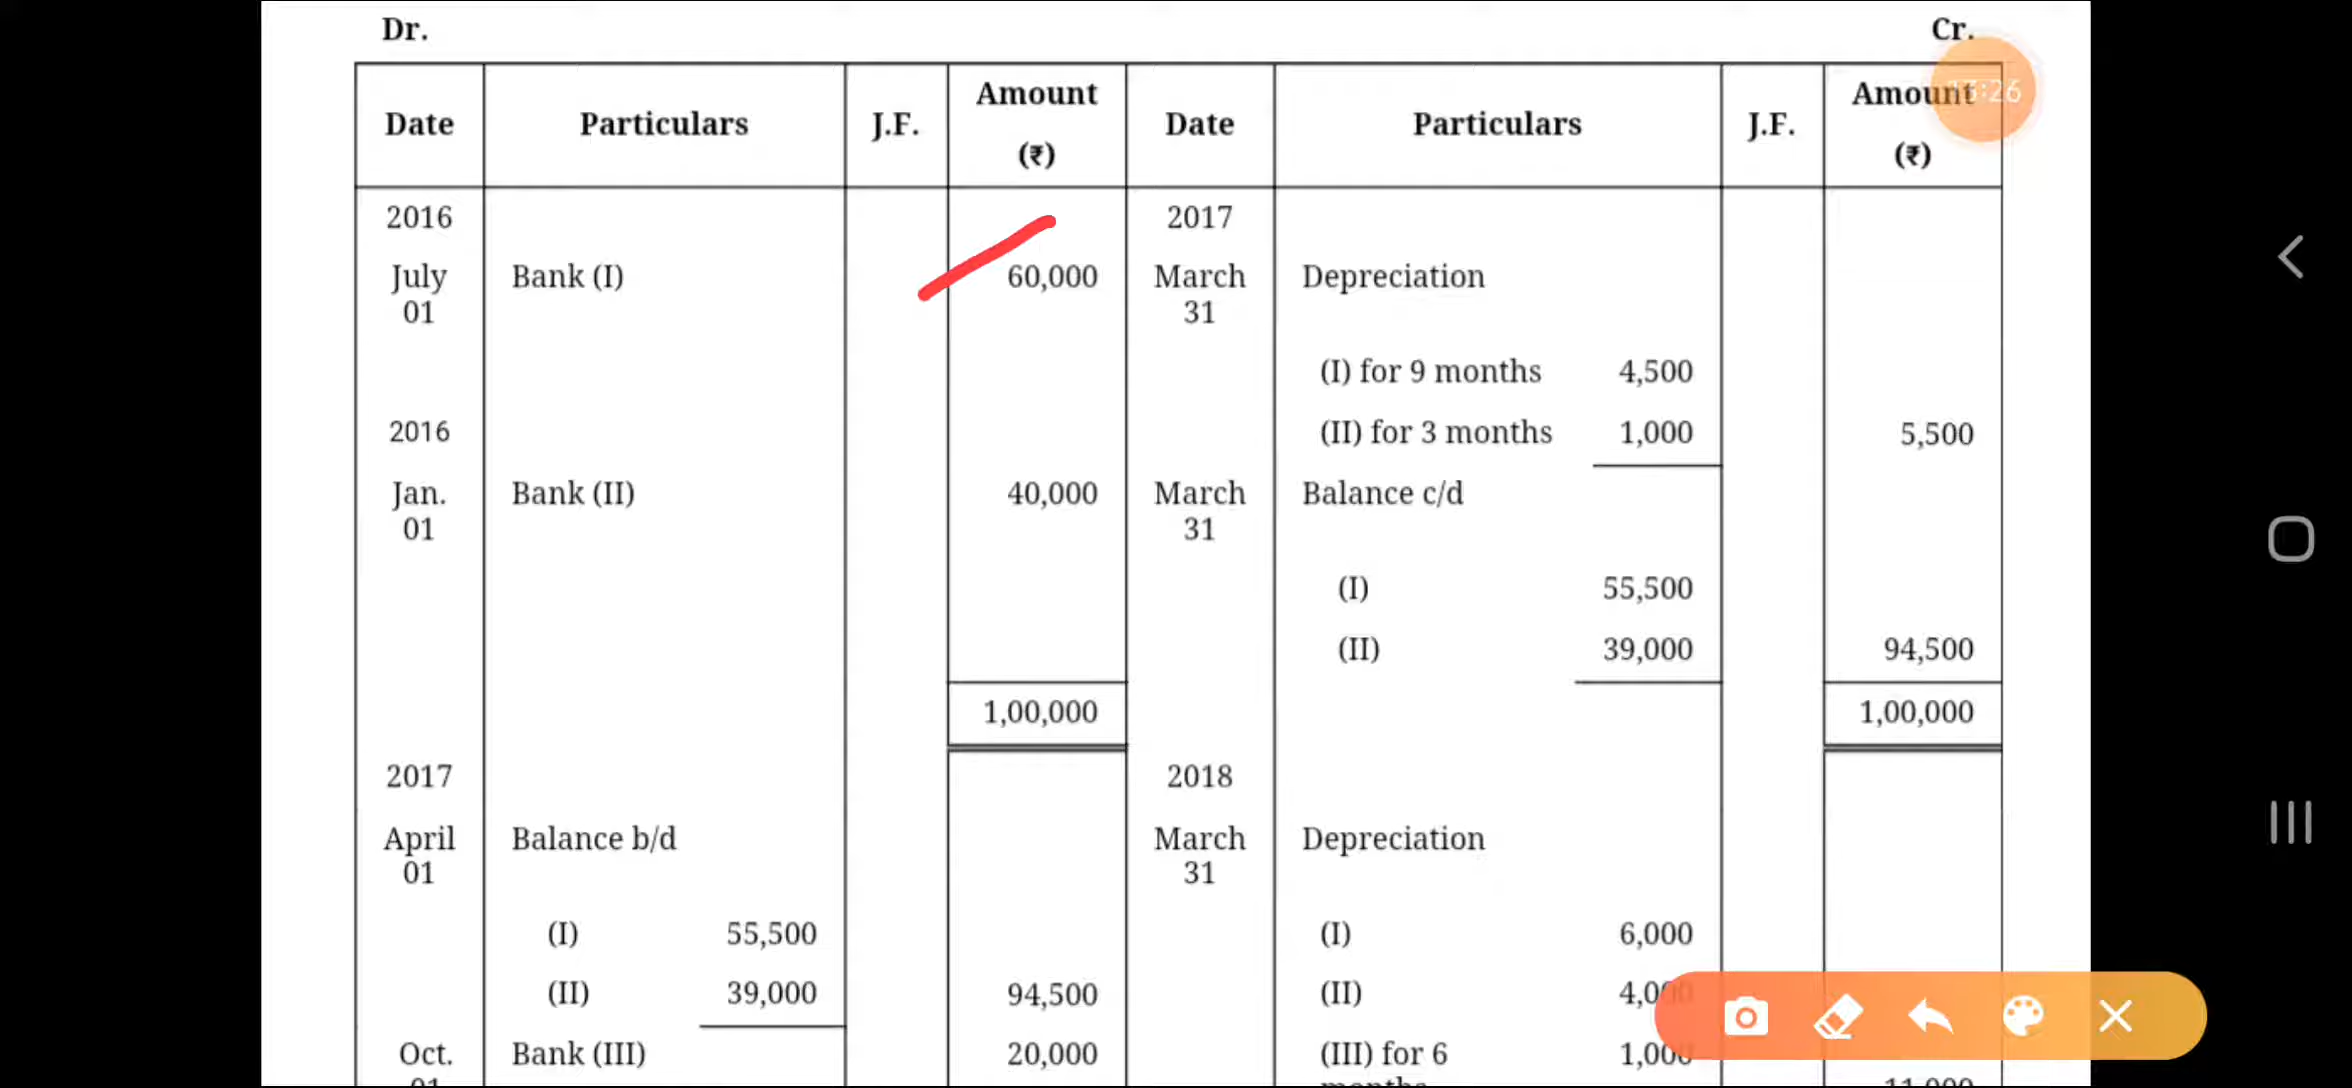 Dr. Cr.
Date Particulars J.F. Amount (₹) Date Particulars J.F. Amount (₹)
2016 2017
July 01 Bank (I) 60,000 March 31 Depreciation
(I) for 9 months 4,500
2016 (II) for 3 months 1,000 5,500
Jan. 01 Bank (II) 40,000 March 31 Balance c/d
(I) 55,500
(II) 39,000 94,500
1,00,000 1,00,000
2017 2018
April 01 Balance b/d March 31 Depreciation
(I) 55,500 (I) 6,000
(II) 39,000 94,500 (II)
Oct. Bank (III) 20,000 (III) for 6